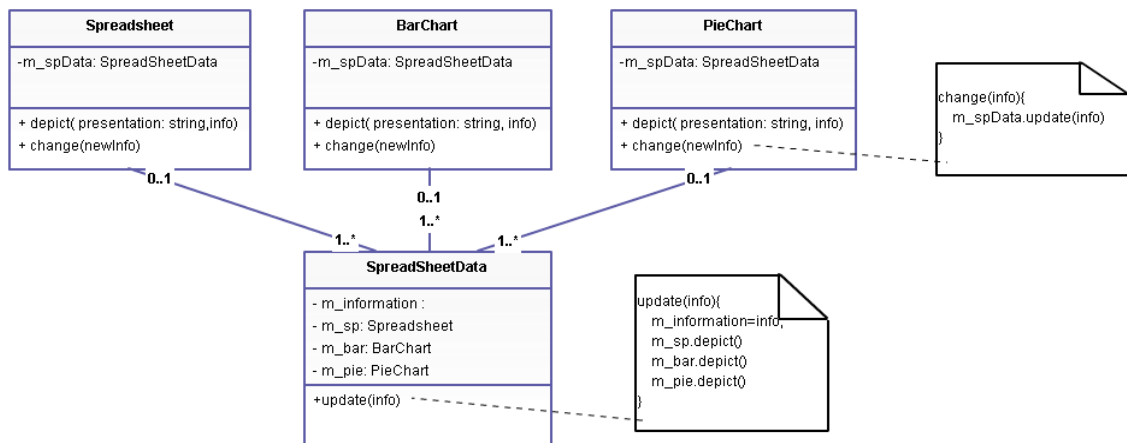 Spreadsheet
-m_spData: SpreadSheetData
+ depict( presentation: string,info)
+ change(newInfo)
BarChart
-m_spData: SpreadSheetData
+ depict( presentation: string, info)
+ change(newInfo)
PieChart
-m_spData: SpreadSheetData
+ depict( presentation: string, info)
+ change(newInfo)
change(info){
m_spData.update(info)
}
0..1
0..1
0..1
1..*
1..*
1..*
SpreadSheetData
- m_information :
- m_sp: Spreadsheet
- m_bar: BarChart
- m_pie: PieChart
+update(info)
update(info){
m_information=info;
m_sp.depict()
m_bar.depict()
m_pie.depict()
}